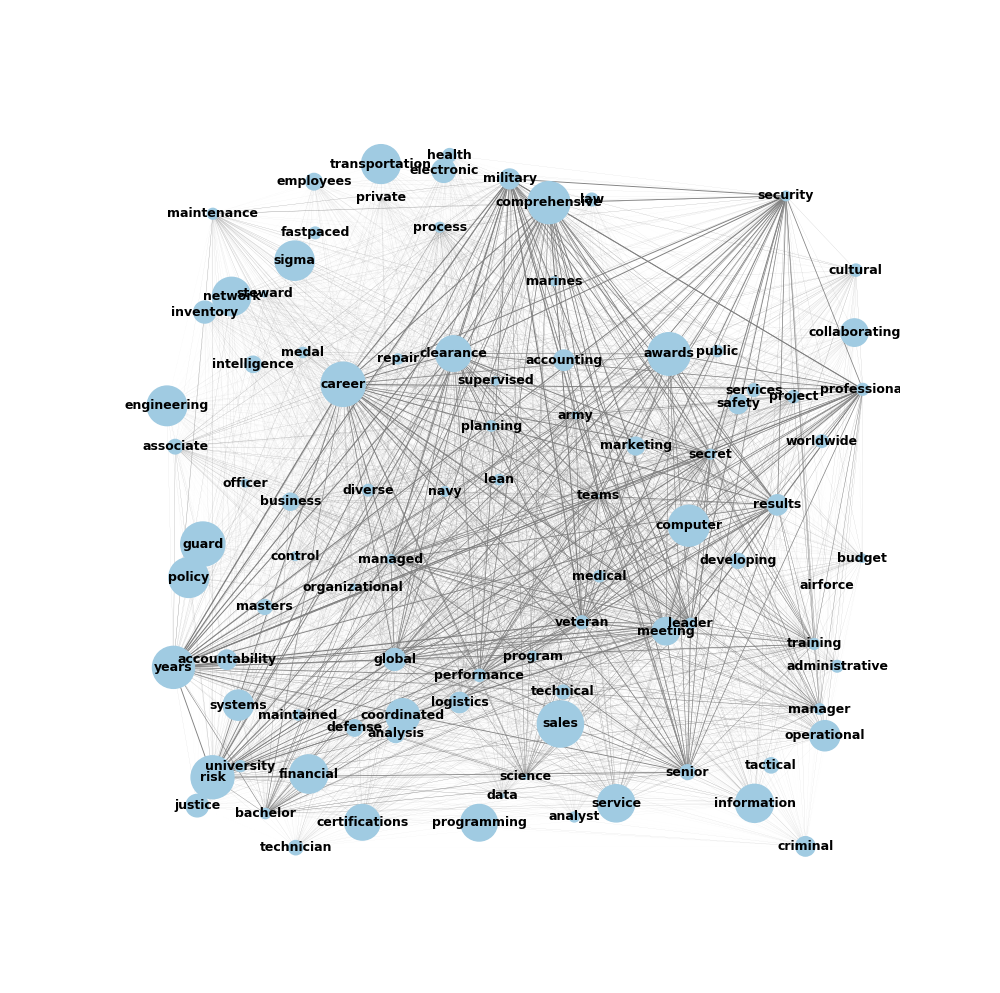 health
transportation
electronic
military
employees
security
private
comprehensive
law
maintenance
process
fastpaced
sigma
cultural
marines
steward
network
inventory
collaborating
medal
public
clearance
awards
repair
accounting
intelligence
supervised
career
services
professiona
project
safety
engineering
army
planning
worldwide
marketing
associate
secret
lean
officer
diverse
navy
teams
business
results
computer
guard
control
budget
managed
developing
policy
medical
airforce
organizational
masters
veteran
leader
meeting
training
program
accountability
global
administrative
years
performance
technical
logistics
systems
manager
maintained
coordinated
sales
defense
analysis
operational
university
tactical
senior
financial
science
risk
data
service
information
justice
bachelor
analyst
certifications
programming
criminal
technician